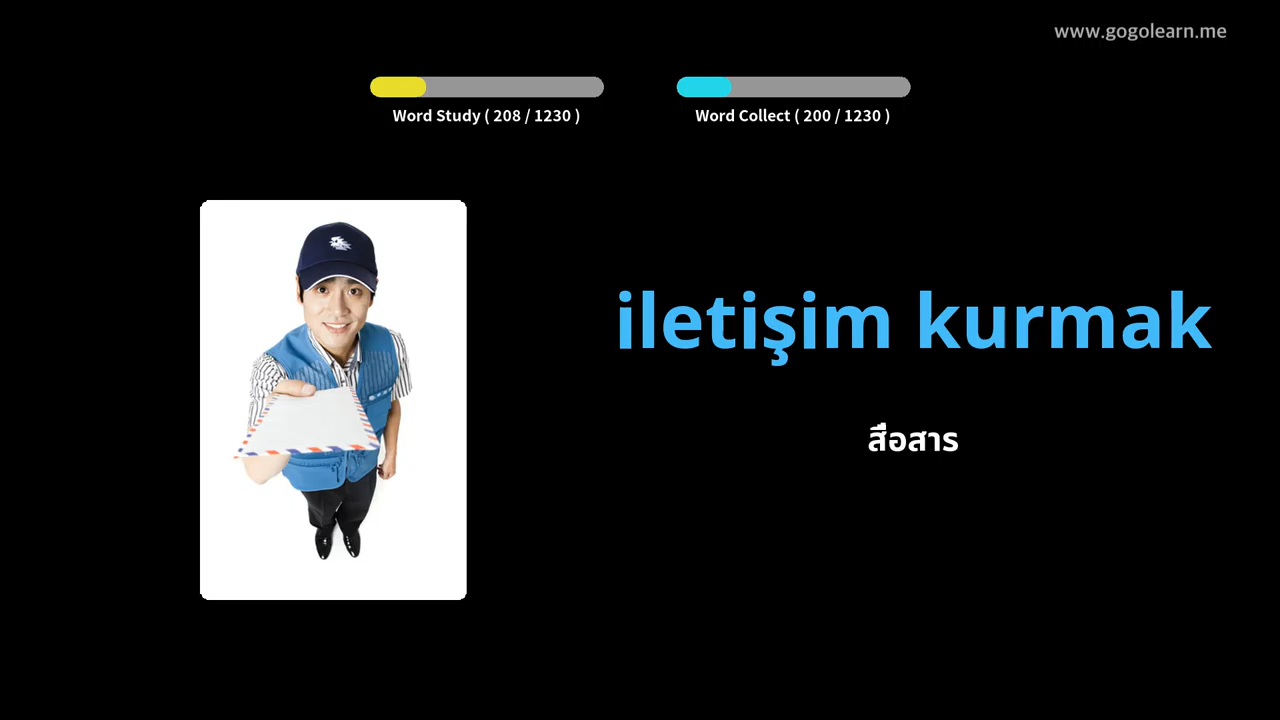 www.gogolearn.me
Word Study ( 208 / 1230 )
Word Collect ( 200 / 1230 )
iletişim kurmak
สื่อสาร